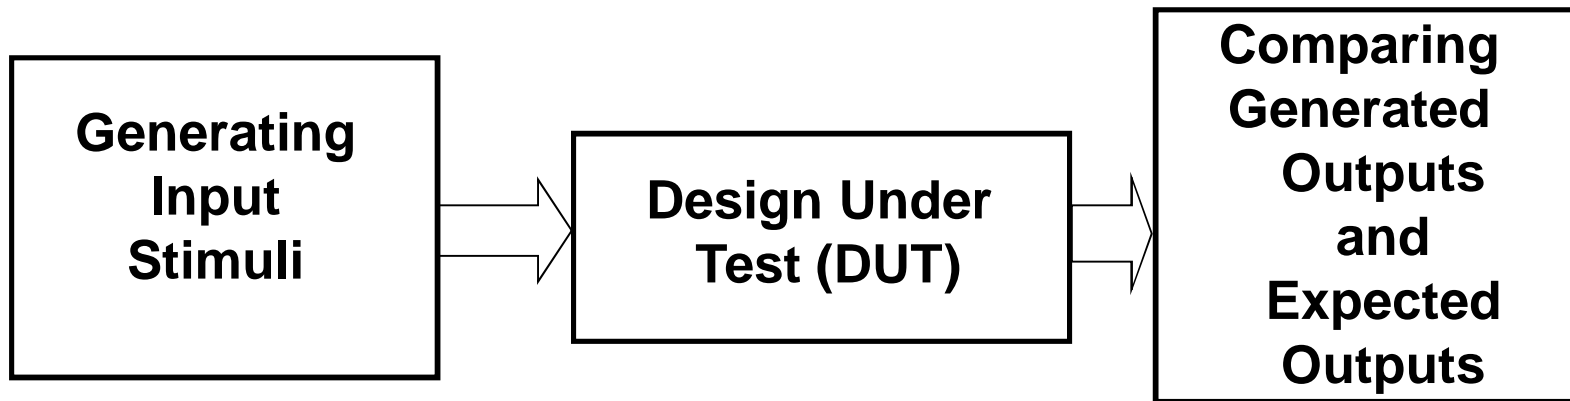 Generating
Input
Stimuli
Design Under
Test (DUT)
Comparing
Generated
Outputs
and
Expected
Outputs